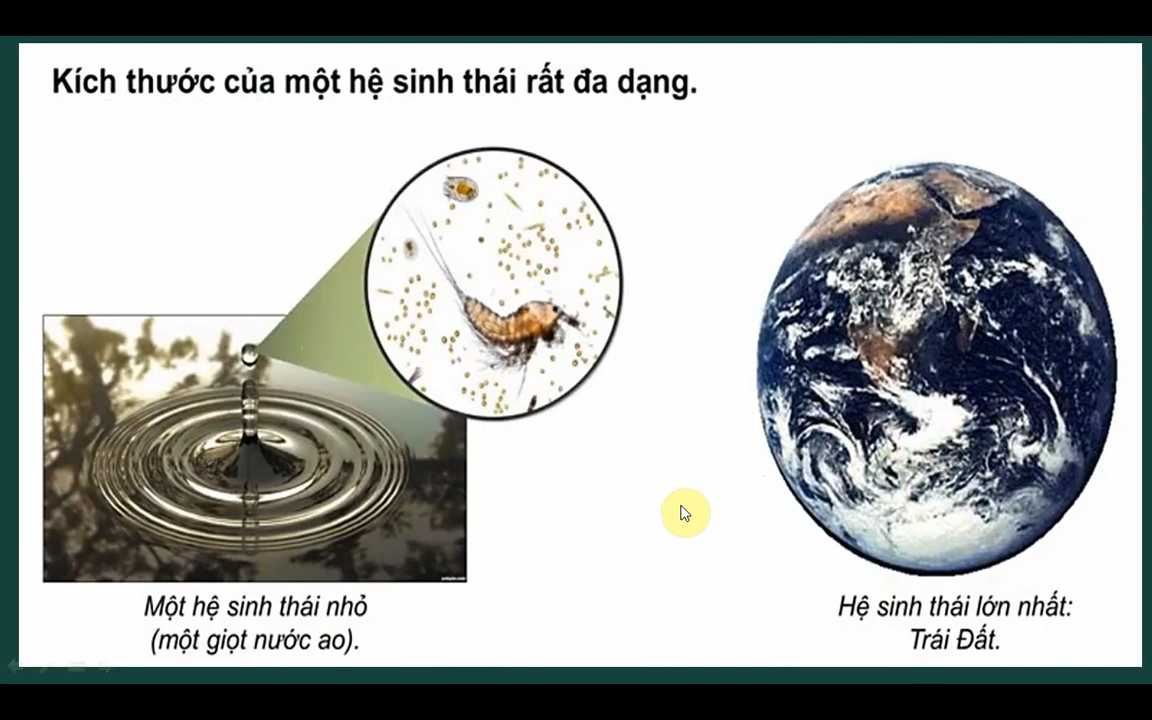 Kích thước của một hệ sinh thái rất đa dạng.
Một hệ sinh thái nhỏ
(một giọt nước ao).
Hệ sinh thái lớn nhất:
Trái Đất.